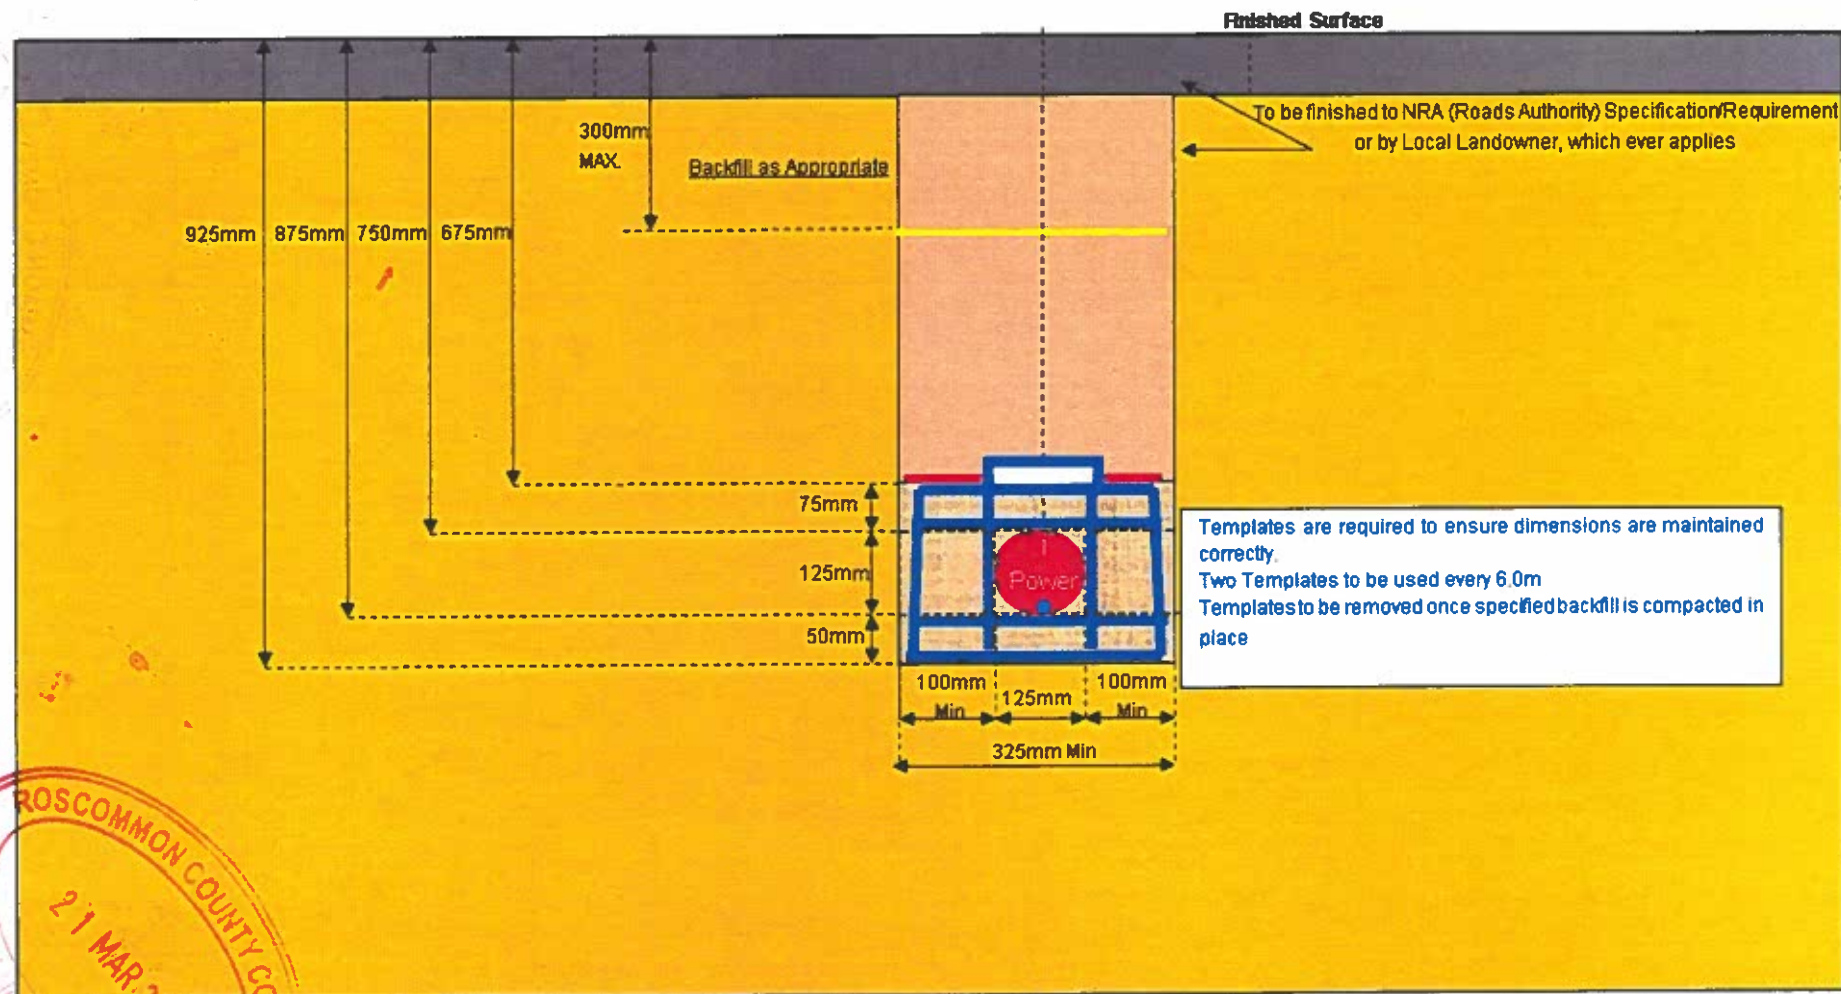 Finished Surface
To be finished to NRA (Roads Authority) Specification/Requirement
or by Local Landowner, which ever applies
300mm
MAX.
Backfill as Appropriate
925mm
875mm
750mm
675mm
75mm
125mm
50mm
Power
Templates are required to ensure dimensions are maintained
correctly.
Two Templates to be used every 6.0m
Templates to be removed once specified backfill is compacted in
place
100mm
Min
125mm
100mm
Min
325mm Min
ROSCOMMON COUNTY
21 MAR.